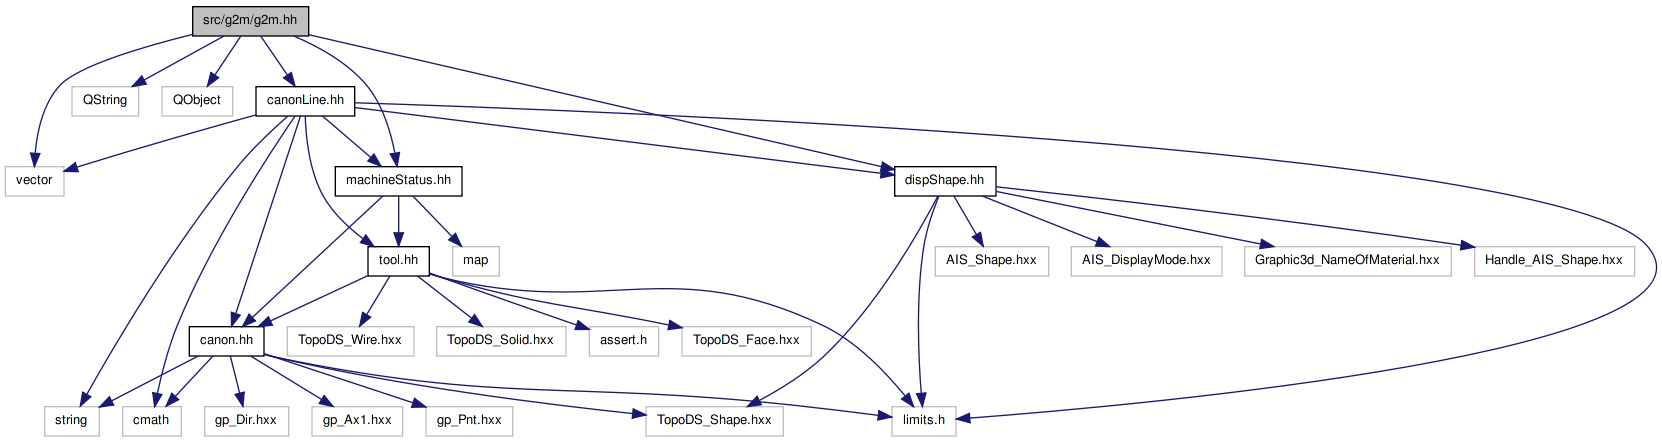 src/g2m/g2m.hh
QString
QObject
canonLine.hh
vector
machineStatus.hh
dispShape.hh
tool.hh
map
AIS_Shape.hxx
AIS_DisplayMode.hxx
Graphic3d_NameOfMaterial.hxx
Handle_AIS_Shape.hxx
canon.hh
TopoDS_Wire.hxx
TopoDS_Solid.hxx
assert.h
TopoDS_Face.hxx
string
cmath
gp_Dir.hxx
gp_Ax1.hxx
gp_Pnt.hxx
TopoDS_Shape.hxx
limits.h